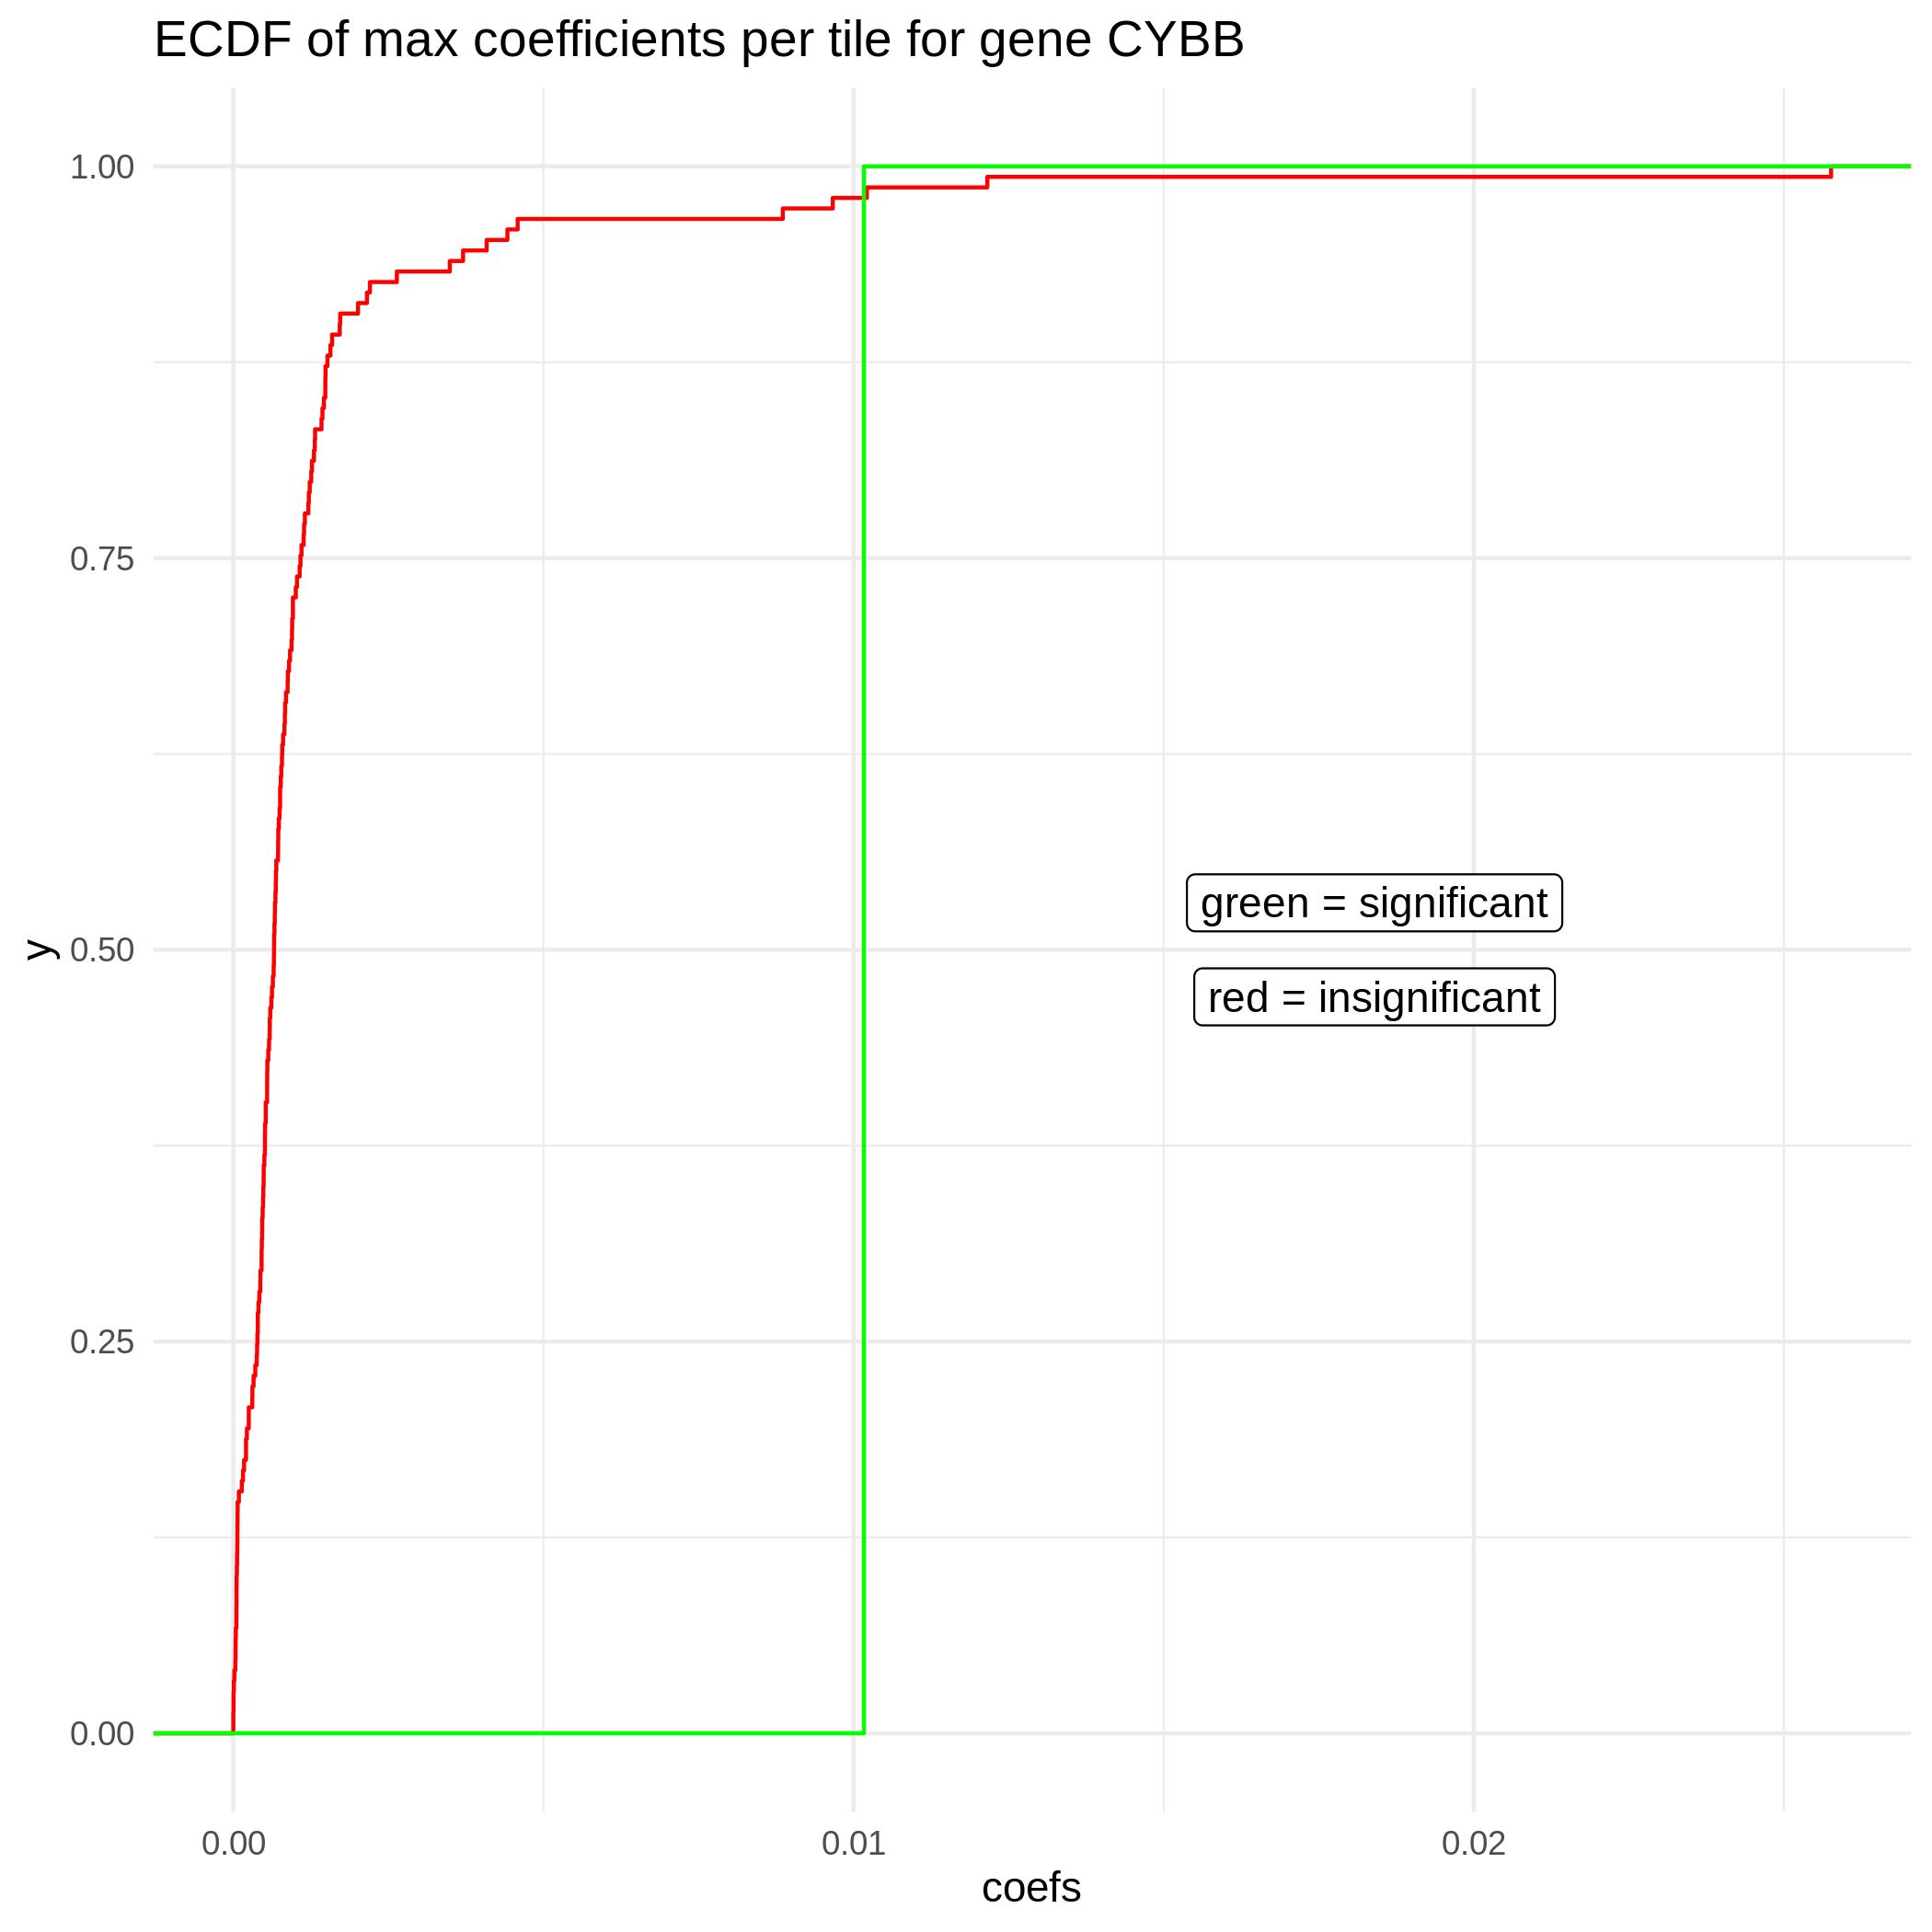 ECDF of max coefficients per tile for gene CYBB
1.00
0.75
0.50
0.25
0.00
y
green = significant
red = insignificant
0.00 0.01 0.02
coefs